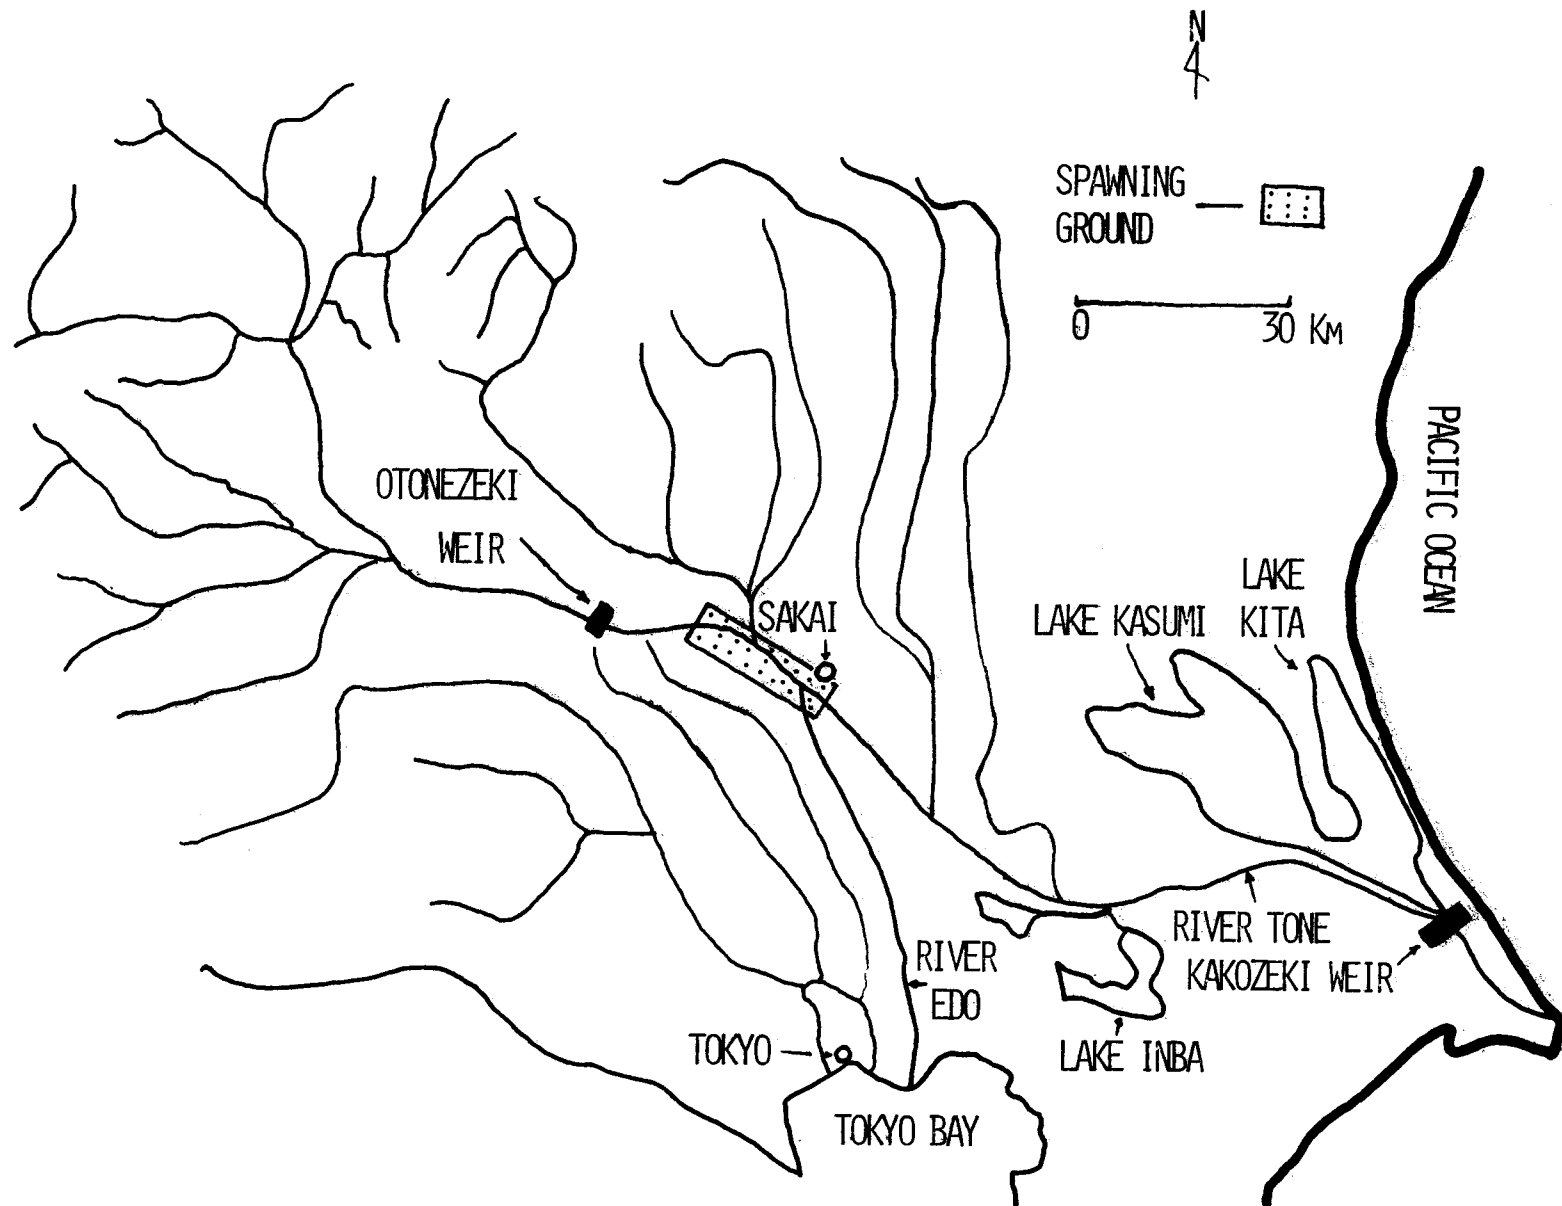 N
SPAWNING
GROUND
0 30 KM
PACIFIC OCEAN
OTONEZEKI
WEIR
LAKE
KITA
LAKE KASUMI
SAKAI
RIVER TONE
KAKOZEKI WEIR
RIVER
EDO
TOKYO
LAKE INBA
TOKYO BAY